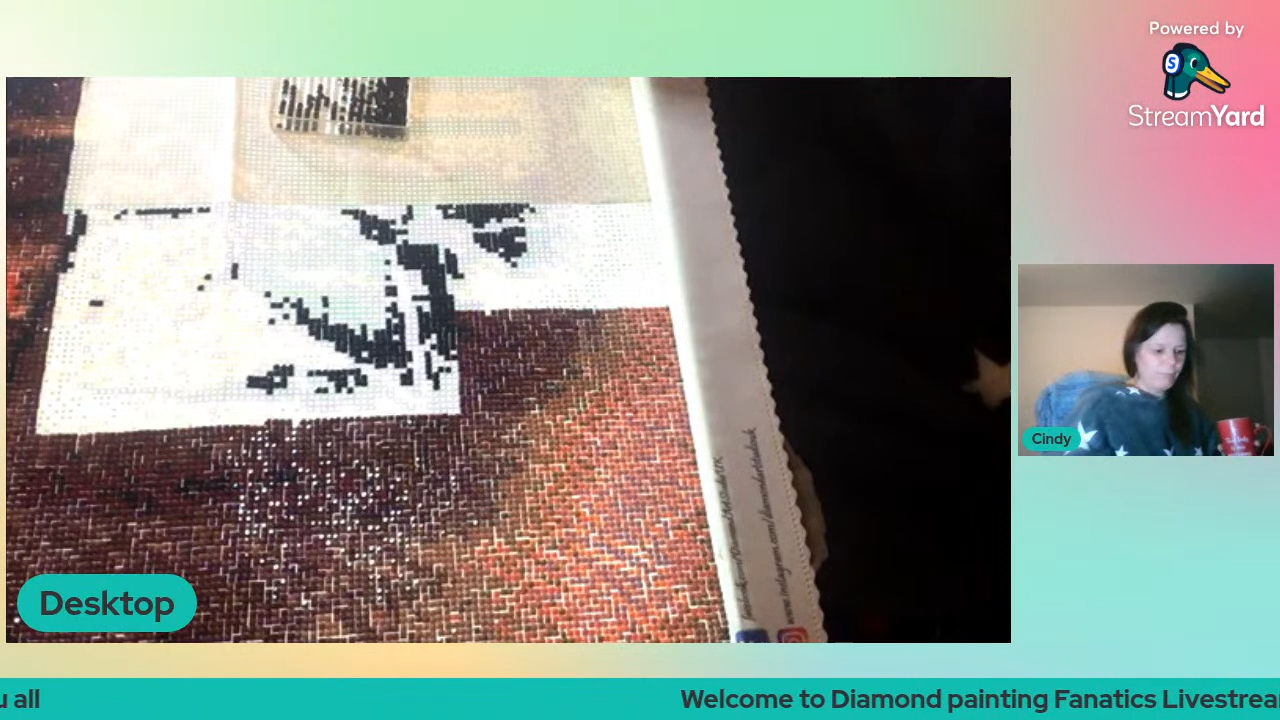 Powered by
StreamYard
Cindy
Desktop
u all
Welcome to Diamond painting Fanatics Livestrea